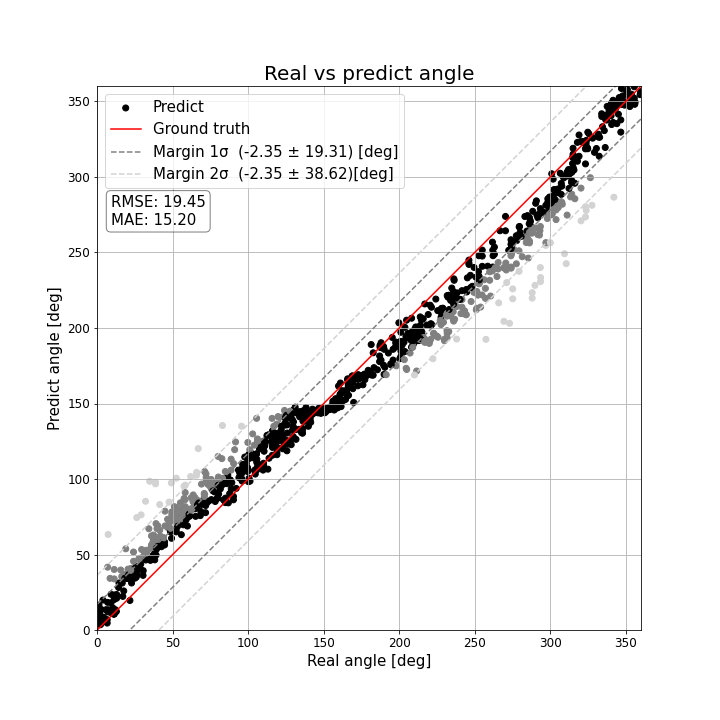 Real vs predict angle
Predict
Ground truth
Margin 1σ (-2.35 ± 19.31) [deg]
Margin 2σ (-2.35 ± 38.62)[deg]
RMSE: 19.45
MAE: 15.20
Predict angle [deg]
350
300
250
200
150
100
50
0
0 50 100 150 200 250 300 350
Real angle [deg]